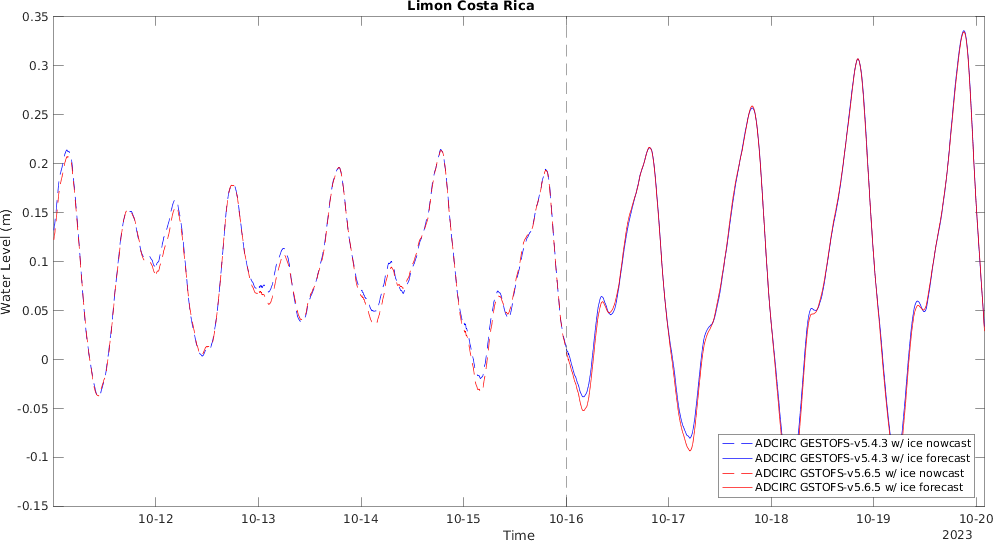 Limon Costa Rica
0.35
0.3
0.25
0.2
0.15
0.1
0.05
0
-0.05
-0.1
-0.15
Water Level (m)
ADCIRC GESTOFS-v5.4.3 w/ ice nowcast
ADCIRC GESTOFS-v5.4.3 w/ ice forecast
ADCIRC GSTOFS-v5.6.5 w/ ice nowcast
ADCIRC GSTOFS-v5.6.5 w/ ice forecast
10-12 10-13 10-14 10-15 10-16 10-17 10-18 10-19 10-20
Time
2023